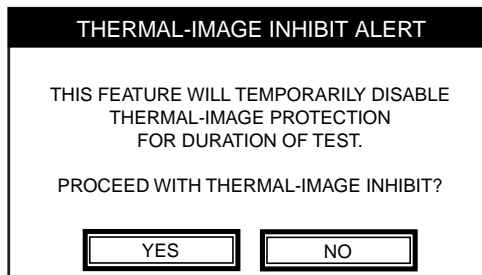 THERMAL-IMAGE INHIBIT ALERT
THIS FEATURE WILL TEMPORARILY DISABLE
THERMAL-IMAGE PROTECTION
FOR DURATION OF TEST.
PROCEED WITH THERMAL-IMAGE INHIBIT?
YES NO